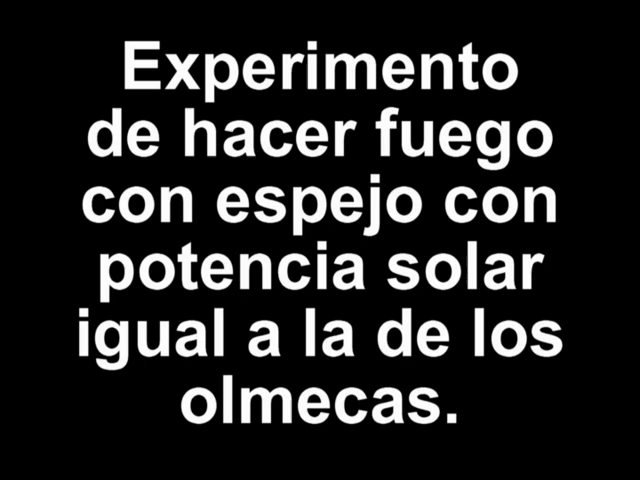 Experimento
de hacer fuego
con espejo con
potencia solar
igual a la de los
olmecas.